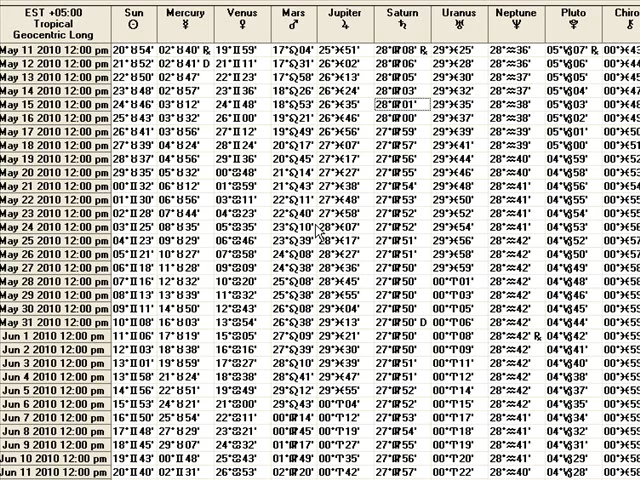 EST +05:00 Tropical Geocentric Long Sun ☉ Mercury ☿ Venus ♀ Mars ♂ Jupiter ♃ Saturn ♄ Uranus ♅ Neptune ♆ Pluto ♇ Chiro
May 11 2010 12:00 pm 20°♉54' 02°♉40' ℞ 19°♊59' 17°♌04' 25°♓51' 28°♍08' ℞ 29°♓25' 28°♒36' 05°♑07' ℞ 00°♓43
May 12 2010 12:00 pm 21°♉52' 02°♉41' D 21°♊11' 17°♌31' 26°♓02' 28°♍06' 29°♓28' 28°♒36' 05°♑06' 00°♓44
May 13 2010 12:00 pm 22°♉50' 02°♉47' 22°♊23' 17°♌58' 26°♓13' 28°♍05' 29°♓30' 28°♒37' 05°♑05' 00°♓45
May 14 2010 12:00 pm 23°♉48' 02°♉57' 23°♊36' 18°♌26' 26°♓24' 28°♍03' 29°♓32' 28°♒37' 05°♑04' 00°♓47
May 15 2010 12:00 pm 24°♉46' 03°♉12' 24°♊48' 18°♌53' 26°♓35' 28°♍01' 29°♓35' 28°♒38' 05°♑03' 00°♓48
May 16 2010 12:00 pm 25°♉43' 03°♉32' 26°♊00' 19°♌21' 26°♓46' 28°♍00' 29°♓37' 28°♒38' 05°♑02'
May 17 2010 12:00 pm 26°♉41' 03°♉56' 27°♊12' 19°♌49' 26°♓56' 27°♍59' 29°♓39' 28°♒39' 05°♑01'
May 18 2010 12:00 pm 27°♉39' 04°♉24' 28°♊24' 20°♌17' 27°♓07' 27°♍57' 29°♓41' 28°♒39' 05°♑00'
May 19 2010 12:00 pm 28°♉37' 04°♉56' 29°♊36' 20°♌45' 27°♓17' 27°♍56' 29°♓44' 28°♒40' 04°♑59'
May 20 2010 12:00 pm 29°♉35' 05°♉32' 00°♋48' 21°♌14' 27°♓27' 27°♍55' 29°♓46' 28°♒40' 04°♑58'
May 21 2010 12:00 pm 00°♊32' 06°♉12' 01°♋59' 21°♌43' 27°♓38' 27°♍54' 29°♓48' 28°♒41' 04°♑56'
May 22 2010 12:00 pm 01°♊30' 06°♉56' 03°♋11' 22°♌11' 27°♓48' 27°♍53' 29°♓50' 28°♒41' 04°♑55'
May 23 2010 12:00 pm 02°♊28' 07°♉44' 04°♋23' 22°♌40' 27°♓58' 27°♍52' 29°♓52' 28°♒41' 04°♑54'
May 24 2010 12:00 pm 03°♊25' 08°♉35' 05°♋35' 23°♌10' 28°♓07' 27°♍52' 29°♓54' 28°♒41' 04°♑53'
May 25 2010 12:00 pm 04°♊23' 09°♉29' 06°♋46' 23°♌39' 28°♓17' 27°♍51' 29°♓56' 28°♒42' 04°♑52'
May 26 2010 12:00 pm 05°♊21' 10°♉27' 07°♋58' 24°♌08' 28°♓27' 27°♍51' 29°♓58' 28°♒42' 04°♑50'
May 27 2010 12:00 pm 06°♊18' 11°♉28' 09°♋09' 24°♌38' 28°♓36' 27°♍50' 29°♓59' 28°♒42' 04°♑49'
May 28 2010 12:00 pm 07°♊16' 12°♉32' 10°♋20' 25°♌08' 28°♓45' 27°♍50' 00°♈01' 28°♒42' 04°♑48'
May 29 2010 12:00 pm 08°♊13' 13°♉39' 11°♋32' 25°♌38' 28°♓55' 27°♍50' 00°♈03' 28°♒42' 04°♑46'
May 30 2010 12:00 pm 09°♊11' 14°♉50' 12°♋43' 26°♌08' 29°♓04' 27°♍50' 00°♈05' 28°♒42' 04°♑45'
May 31 2010 12:00 pm 10°♊08' 16°♉03' 13°♋54' 26°♌38' 29°♓13' 27°♍50' D 00°♈06' 28°♒42' 04°♑44'
Jun 1 2010 12:00 pm 11°♊06' 17°♉19' 15°♋05' 27°♌09' 29°♓21' 27°♍50' 00°♈08' 28°♒42' ℞ 04°♑42'
Jun 2 2010 12:00 pm 12°♊03' 18°♉38' 16°♋16' 27°♌39' 29°♓30' 27°♍50' 00°♈09' 28°♒42' 04°♑41'
Jun 3 2010 12:00 pm 13°♊01' 19°♉59' 17°♋27' 28°♌10' 29°♓39' 27°♍51' 00°♈11' 28°♒42' 04°♑40'
Jun 4 2010 12:00 pm 13°♊58' 21°♉24' 18°♋38' 28°♌41' 29°♓47' 27°♍51' 00°♈12' 28°♒42' 04°♑38'
Jun 5 2010 12:00 pm 14°♊56' 22°♉51' 19°♋49' 29°♌12' 29°♓55' 27°♍52' 00°♈14' 28°♒42' 04°♑37'
Jun 6 2010 12:00 pm 15°♊53' 24°♉21' 21°♋00' 29°♌43' 00°♈04' 27°♍52' 00°♈15' 28°♒42' 04°♑35'
Jun 7 2010 12:00 pm 16°♊50' 25°♉54' 22°♋11' 00°♍14' 00°♈12' 27°♍53' 00°♈17' 28°♒41' 04°♑34'
Jun 8 2010 12:00 pm 17°♊48' 27°♉29' 23°♋21' 00°♍45' 00°♈19' 27°♍54' 00°♈18' 28°♒41' 04°♑32'
Jun 9 2010 12:00 pm 18°♊45' 29°♉07' 24°♋32' 01°♍17' 00°♈27' 27°♍55' 00°♈19' 28°♒41' 04°♑31'
Jun 10 2010 12:00 pm 19°♊43' 00°♊48' 25°♋43' 01°♍49' 00°♈35' 27°♍56' 00°♈20' 28°♒41' 04°♑29'
Jun 11 2010 12:00 pm 20°♊40' 02°♊31' 26°♋53' 02°♍20' 00°♈42' 27°♍57' 00°♈22' 28°♒40' 04°♑28'